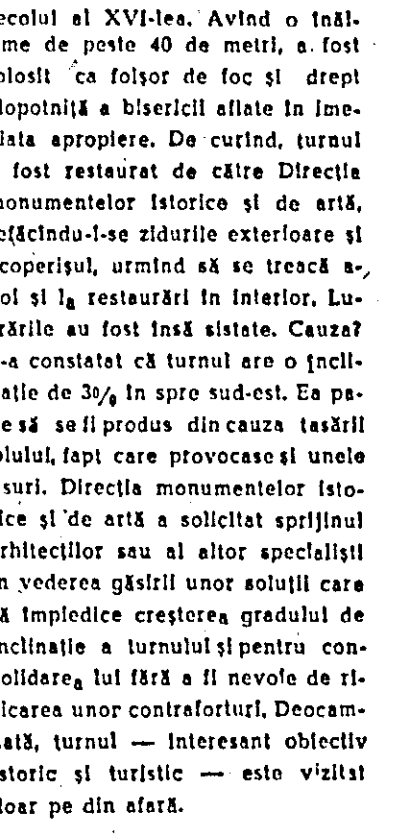 ecolul al XVI-lea. Avînd o înăl-
me de peste 40 de metri, a fost
olosit ca foișor de foc și drept
lopotniță a bisericii aflate în ime-
iata apropiere. De curînd, turnul
fost restaurat de către Direcția
monumentelor istorice și de artă,
efăcîndu-i-se zidurile exterioare și
coperișul, urmînd să se treacă a-
oi și la restaurări în interior. Lu-
rările au fost însă sistate. Cauza?
-a constatat că turnul are o încli-
ație de 3% în spre sud-est. Ea pa-
e să se fi produs din cauza tasării
olului, fapt care provocase și unele
suri. Direcția monumentelor isto-
ice și de artă a solicitat sprijinul
rhitecților sau al altor specialiști
n vederea găsirii unor soluții care
ă împiedice creșterea gradului de
nclinație a turnului și pentru con-
olidarea lui fără a fi nevoie de ri-
icarea unor contraforturi. Deocam-
ată, turnul — interesant obiectiv
storic și turistic — este vizitat
oar pe din afară.